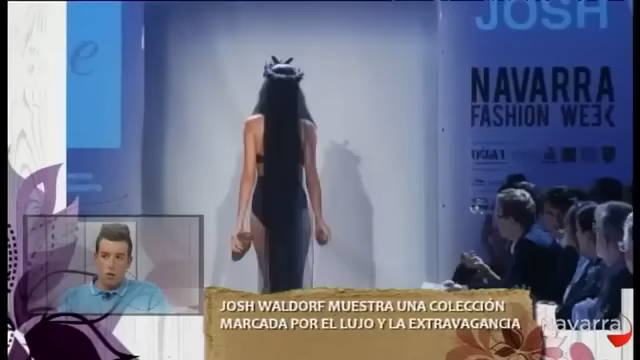 JOSH
NAVARRA
FASHION WEEK
e
JOSH WALDORF MUESTRA UNA COLECCIÓN
MARCADA POR EL LUJO Y LA EXTRAVAGANCIA
Navarra